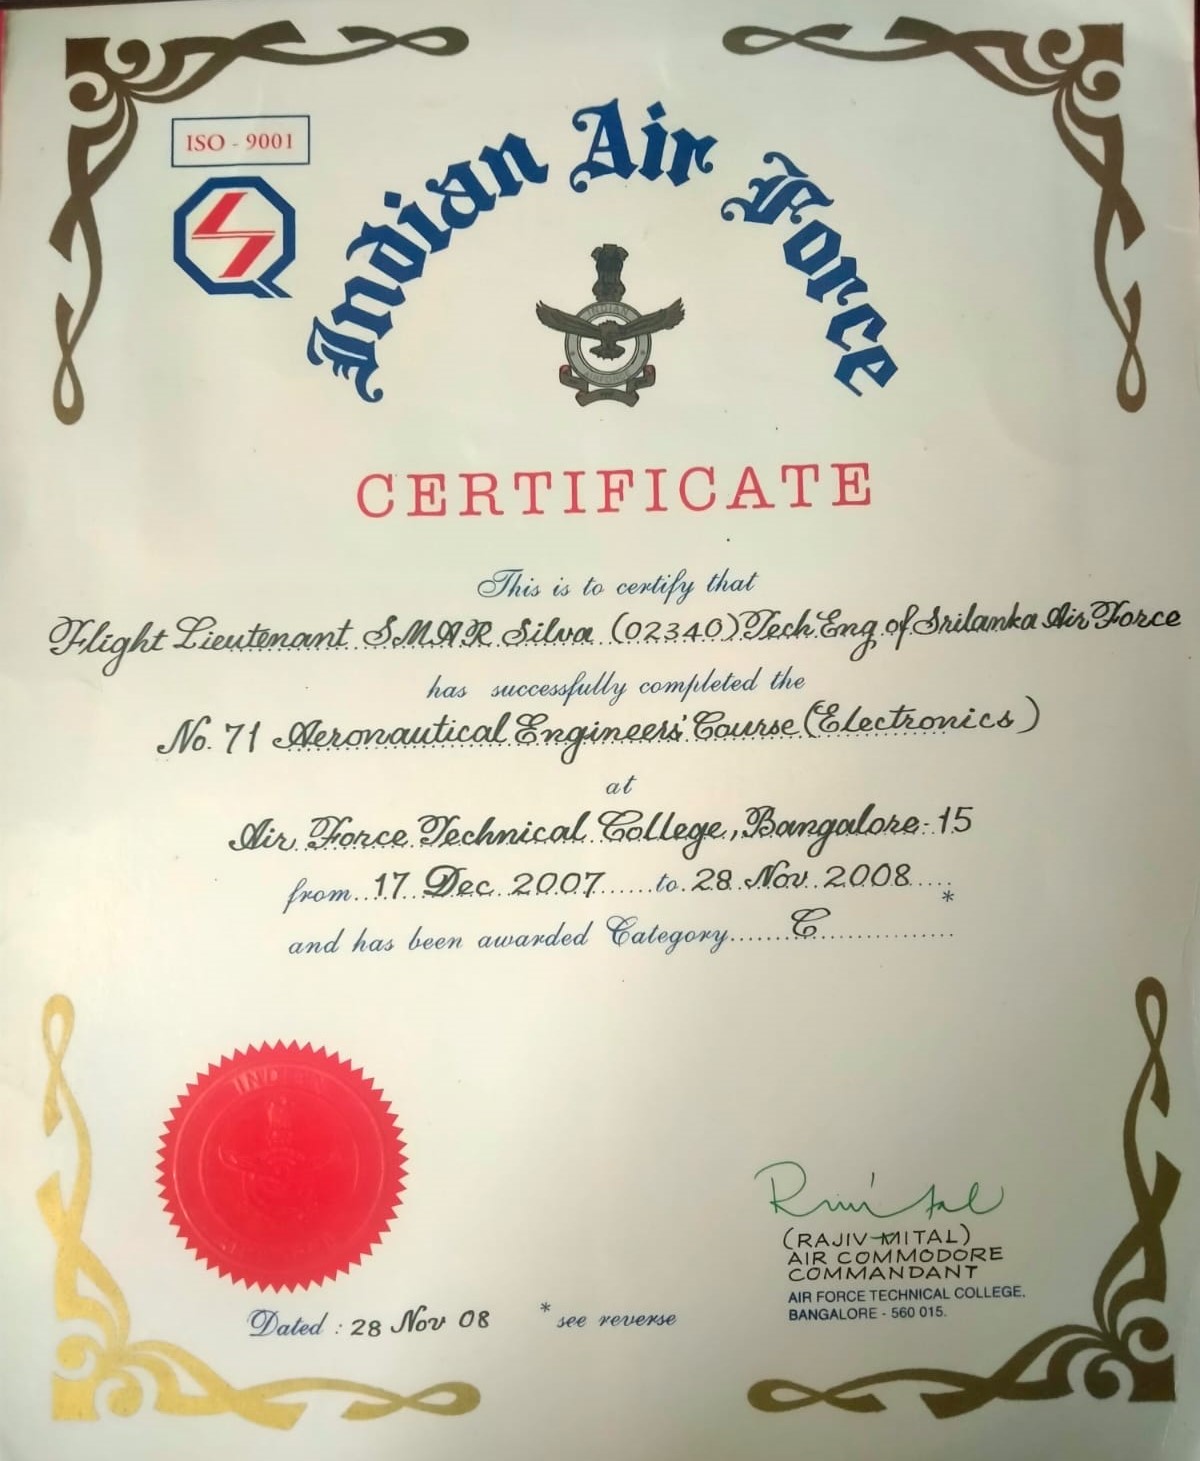 ISO - 9001
Indian Air Force
INDIAN
CERTIFICATE
This is to certify that
Flight Lieutenant SMAR Silva (02340) Tech Eng of Srilanka Air Force
has successfully completed the
No. 71 Aeronautical Engineers' Course (Electronics)
at
Air Force Technical College, Bangalore-15
from 17 Dec 2007 to 28 Nov 2008
and has been awarded Category C *
INDIAN
Rmital
(RAJIV MITAL)
AIR COMMODORE
COMMANDANT
AIR FORCE TECHNICAL COLLEGE.
BANGALORE - 560 015.
Dated : 28 Nov 08 * see reverse